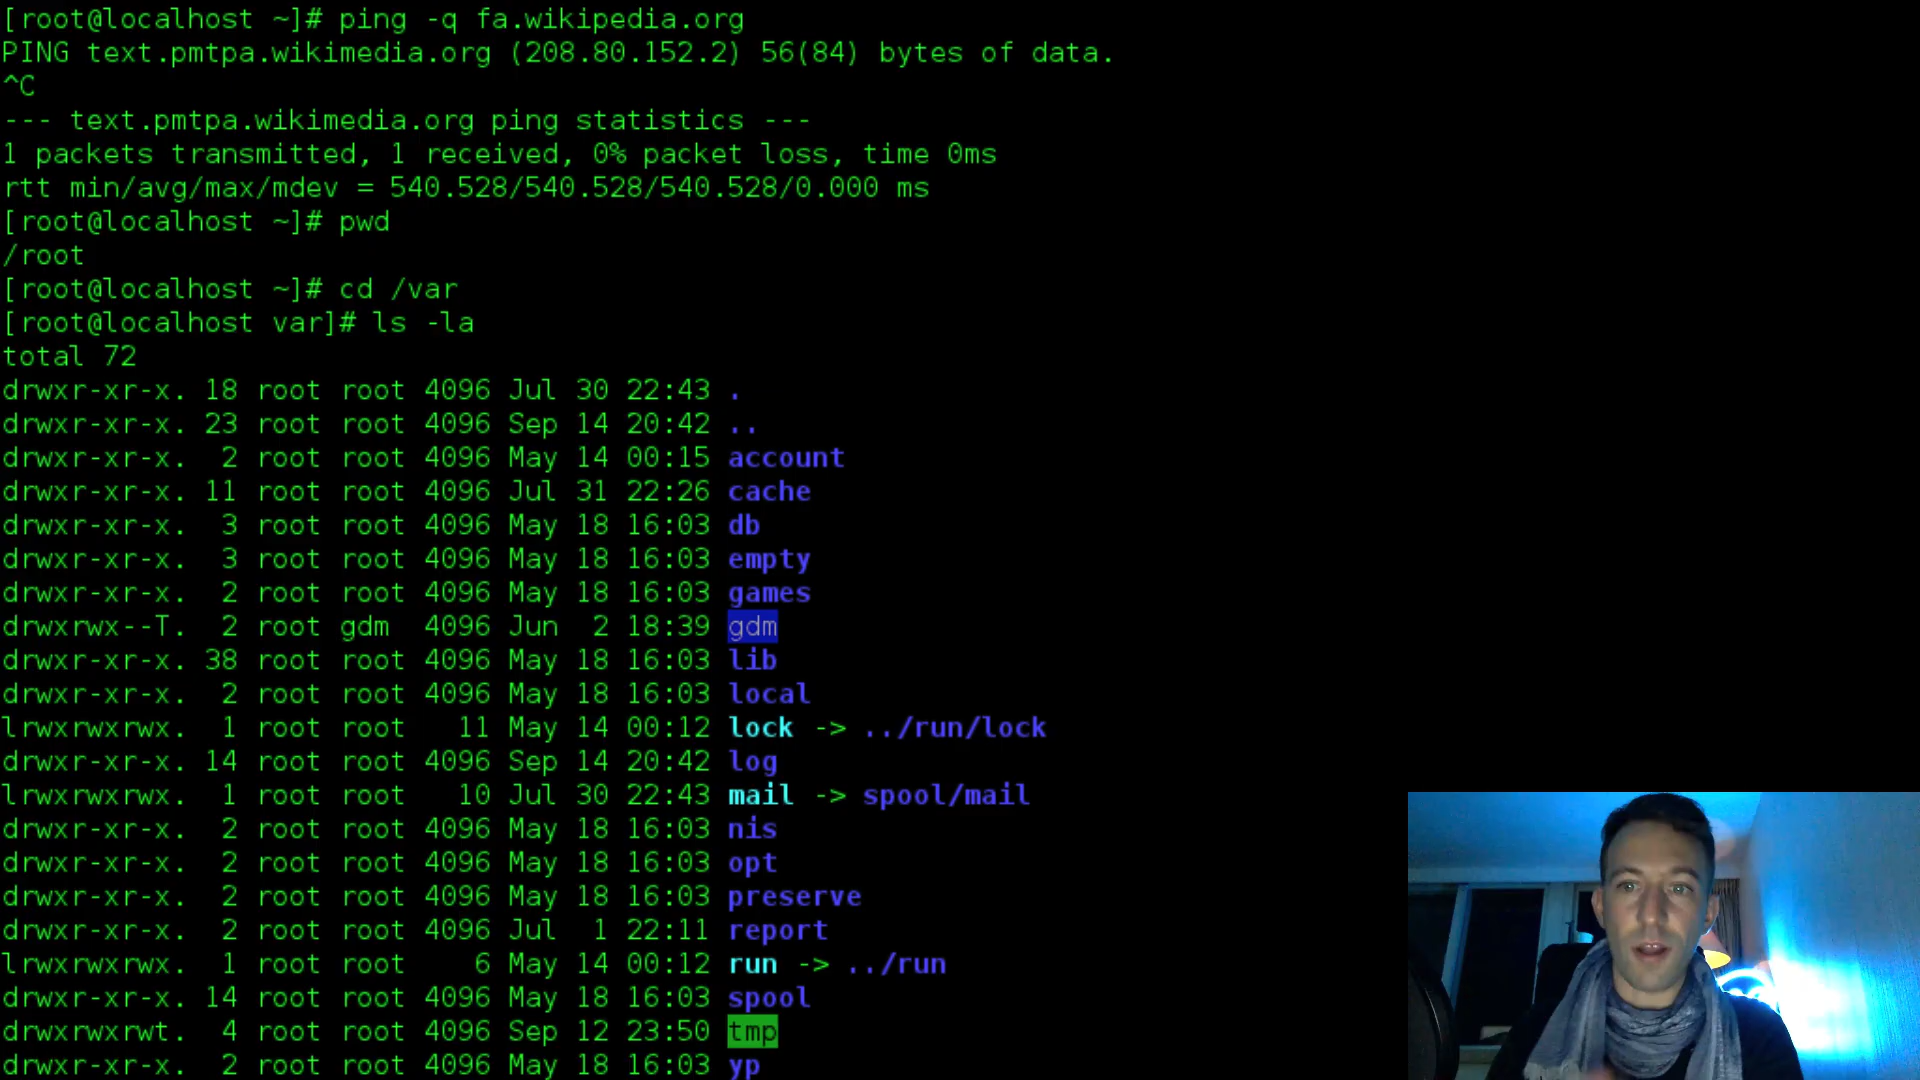 [root@localhost ~]# ping -q fa.wikipedia.org
PING text.pmtpa.wikimedia.org (208.80.152.2) 56(84) bytes of data.
^C
--- text.pmtpa.wikimedia.org ping statistics ---
1 packets transmitted, 1 received, 0% packet loss, time 0ms
rtt min/avg/max/mdev = 540.528/540.528/540.528/0.000 ms
[root@localhost ~]# pwd
/root
[root@localhost ~]# cd /var
[root@localhost var]# ls -la
total 72
drwxr-xr-x. 18 root root 4096 Jul 30 22:43 .
drwxr-xr-x. 23 root root 4096 Sep 14 20:42 ..
drwxr-xr-x.  2 root root 4096 May 14 00:15 account
drwxr-xr-x. 11 root root 4096 Jul 31 22:26 cache
drwxr-xr-x.  3 root root 4096 May 18 16:03 db
drwxr-xr-x.  3 root root 4096 May 18 16:03 empty
drwxr-xr-x.  2 root root 4096 May 18 16:03 games
drwxrwx--T.  2 root gdm  4096 Jun  2 18:39 gdm
drwxr-xr-x. 38 root root 4096 May 18 16:03 lib
drwxr-xr-x.  2 root root 4096 May 18 16:03 local
lrwxrwxrwx.  1 root root   11 May 14 00:12 lock -> ../run/lock
drwxr-xr-x. 14 root root 4096 Sep 14 20:42 log
lrwxrwxrwx.  1 root root   10 Jul 30 22:43 mail -> spool/mail
drwxr-xr-x.  2 root root 4096 May 18 16:03 nis
drwxr-xr-x.  2 root root 4096 May 18 16:03 opt
drwxr-xr-x.  2 root root 4096 May 18 16:03 preserve
drwxr-xr-x.  2 root root 4096 Jul  1 22:11 report
lrwxrwxrwx.  1 root root    6 May 14 00:12 run -> ../run
drwxr-xr-x. 14 root root 4096 May 18 16:03 spool
drwxrwxrwt.  4 root root 4096 Sep 12 23:50 tmp
drwxr-xr-x.  2 root root 4096 May 18 16:03 yp